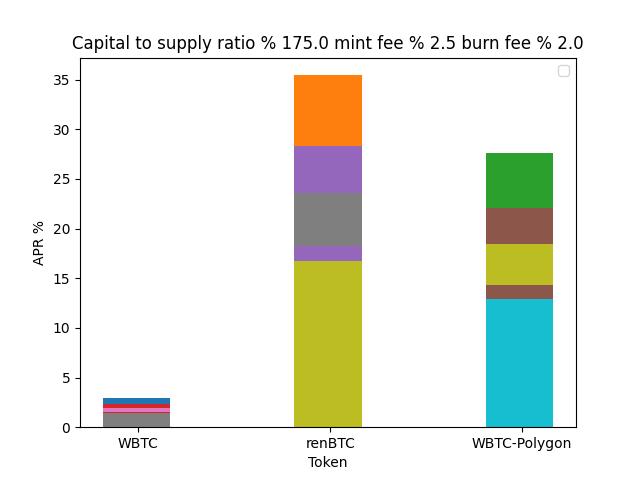 Capital to supply ratio % 175.0 mint fee % 2.5 burn fee % 2.0
35
30
25
20
15
10
5
0
APR %
WBTC renBTC WBTC-Polygon
Token